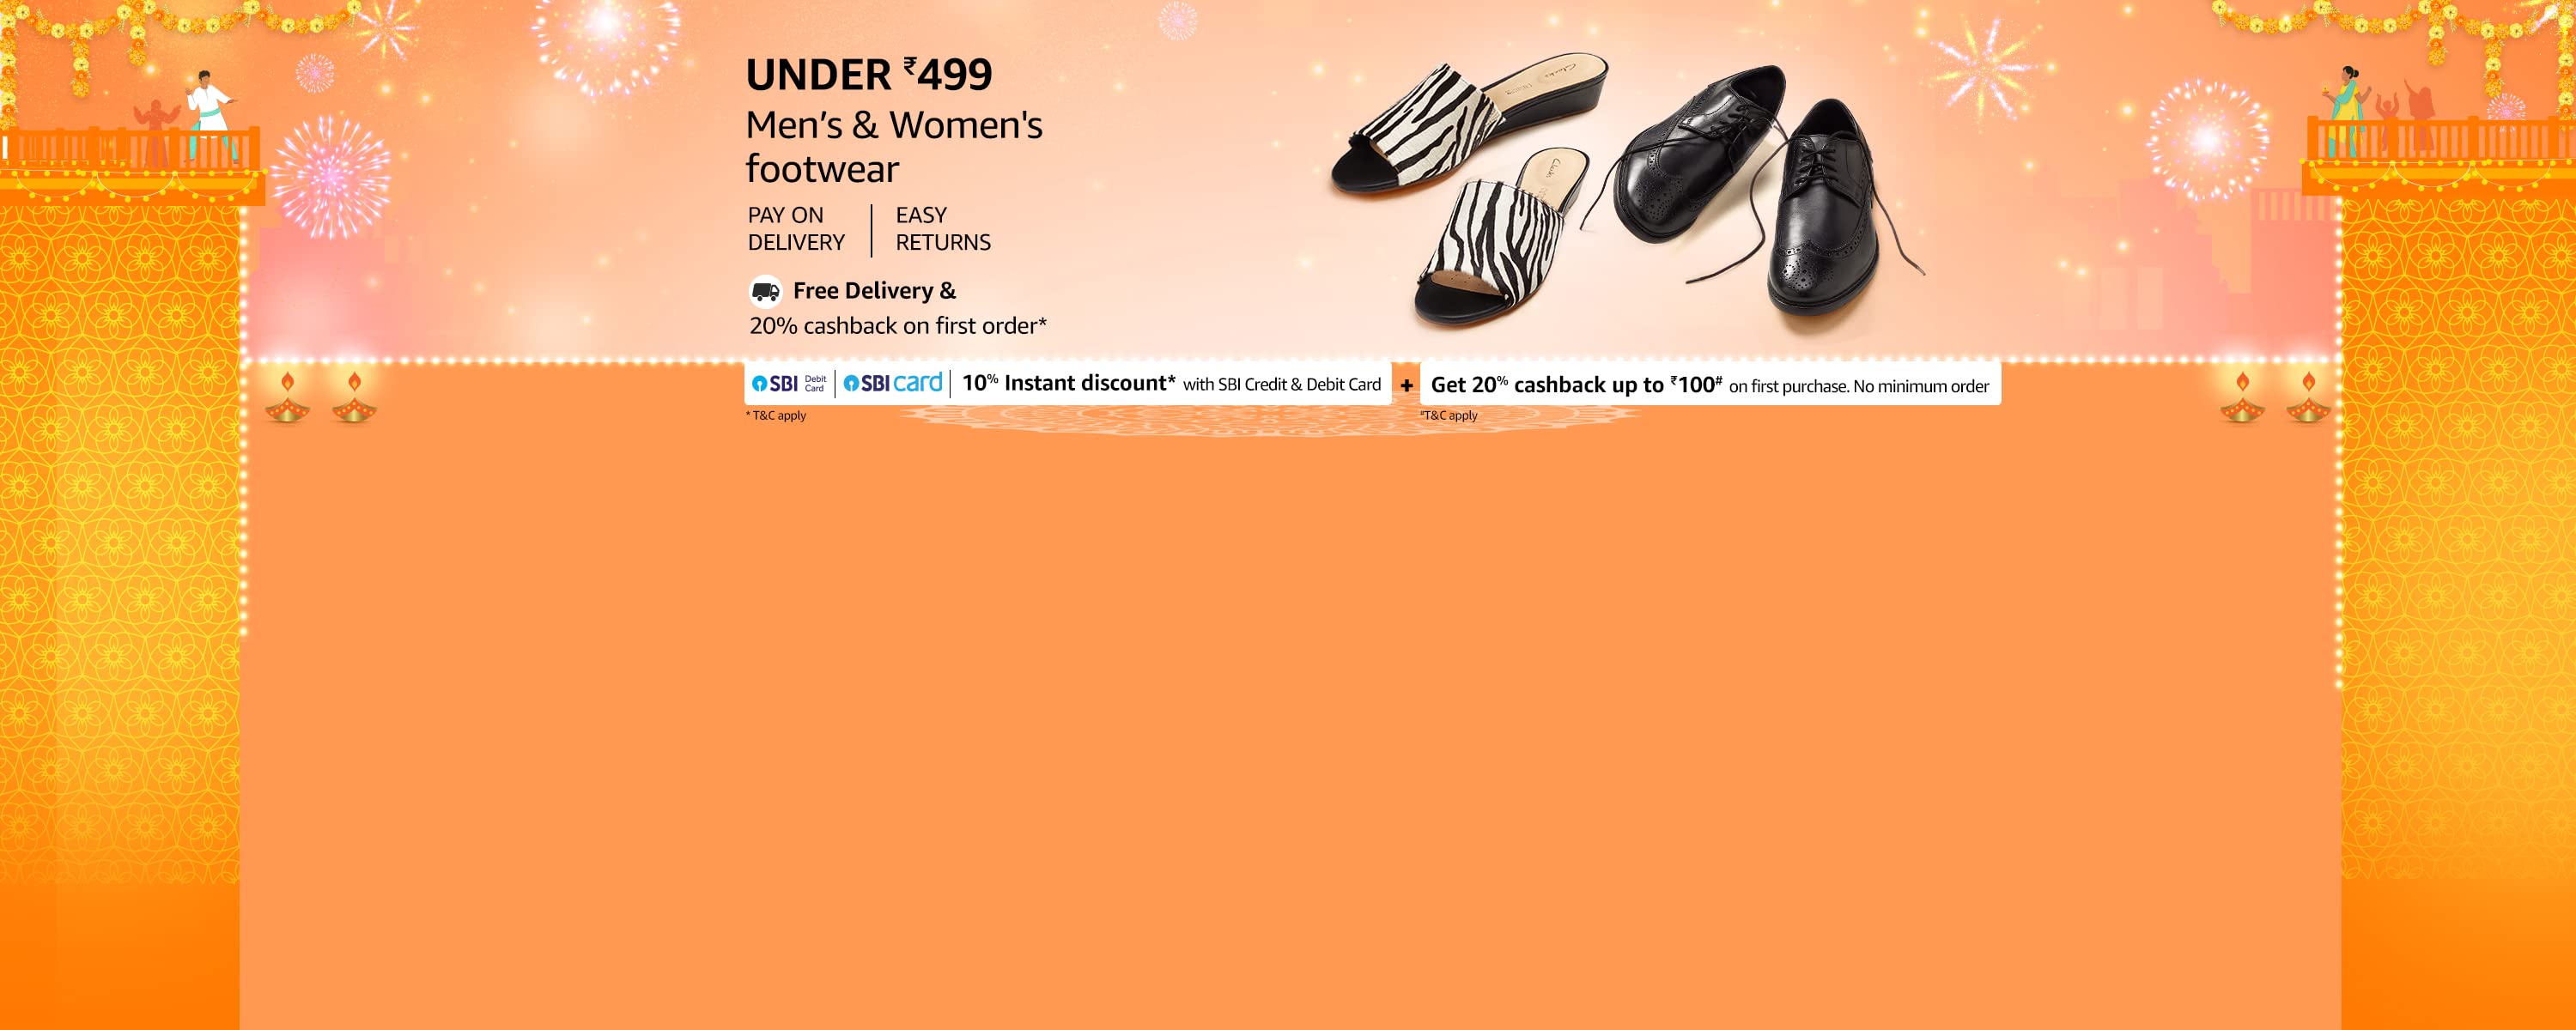 UNDER ₹499
Men’s & Women's
footwear
PAY ON
DELIVERY
EASY
RETURNS
Free Delivery &
20% cashback on first order*
SBI Debit Card SBI card 10% Instant discount* with SBI Credit & Debit Card + Get 20% cashback up to ₹100# on first purchase. No minimum order
* T&C apply
#T&C apply
Clarks
Clarks